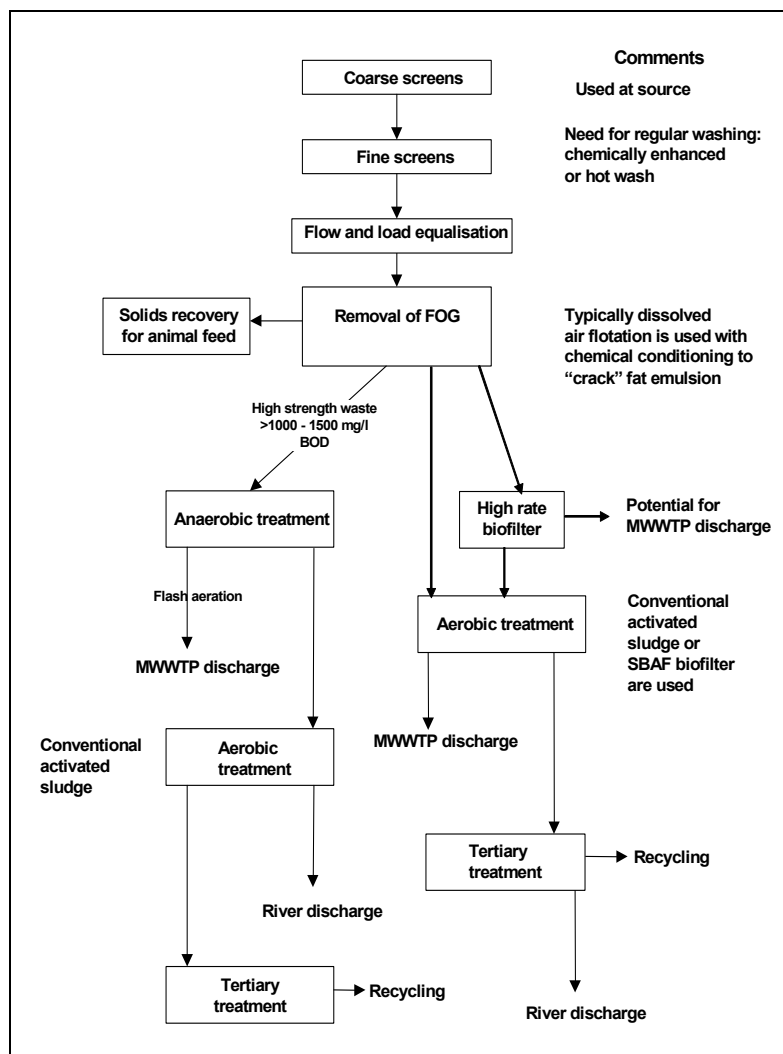 Comments
Coarse screens
Used at source
Need for regular washing:
chemically enhanced
or hot wash
Fine screens
Flow and load equalisation
Solids recovery
for animal feed
Removal of FOG
Typically dissolved
air flotation is used with
chemical conditioning to
“crack” fat emulsion
High strength waste
>1000 - 1500 mg/l
BOD
Anaerobic treatment
High rate
biofilter
Potential for
MWWTP discharge
Flash aeration
MWWTP discharge
Aerobic treatment
Conventional
activated
sludge or
SBAF biofilter
are used
MWWTP discharge
Conventional
activated
sludge
Aerobic
treatment
Tertiary
treatment
Recycling
River discharge
Tertiary
treatment
Recycling
River discharge